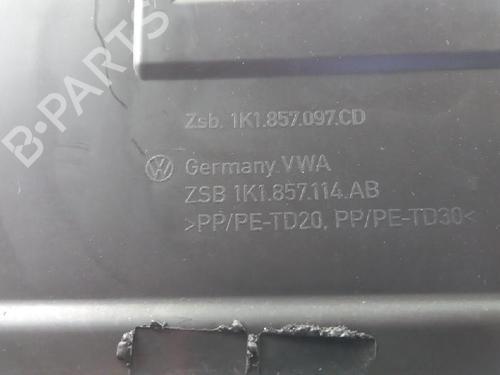 B-PARTS
Zsb. 1K1.857.097.CD
Germany.VWA
ZSB 1K1.857.114.AB
>PP/PE-TD20, PP/PE-TD30<